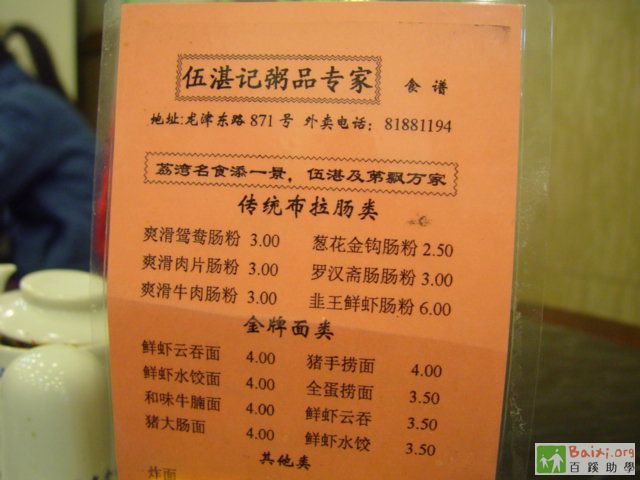 伍湛记粥品专家 食谱
地址:龙津东路871号 外卖电话：81881194
荔湾名食添一景，伍湛及第飘万家
传统布拉肠类
爽滑鸳鸯肠粉 3.00 葱花金钩肠粉 2.50
爽滑肉片肠粉 3.00 罗汉斋肠肠粉 3.00
爽滑牛肉肠粉 3.00 韭王鲜虾肠粉 6.00
金牌面类
鲜虾云吞面 4.00 猪手捞面 4.00
鲜虾水饺面 4.00 全蛋捞面 3.50
和味牛腩面 4.00 鲜虾云吞 3.50
猪大肠面 4.00 鲜虾水饺 3.50
其他类
炸面
Baixi.org
百蹊助學